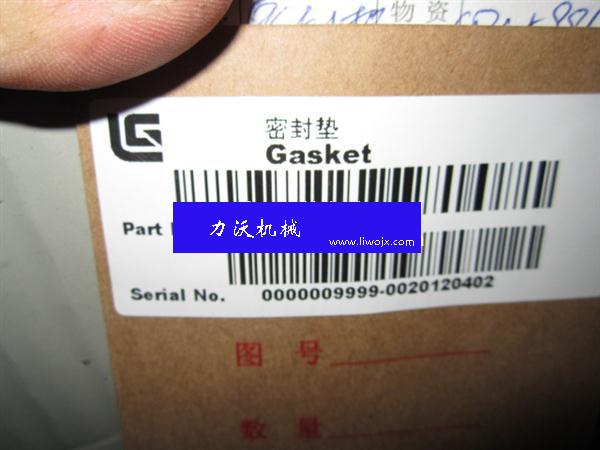 物资
密封垫
Gasket
Part
力沃机械
www.liwojx.com
Serial No. 0000009999-0020120402
图 号
数 量